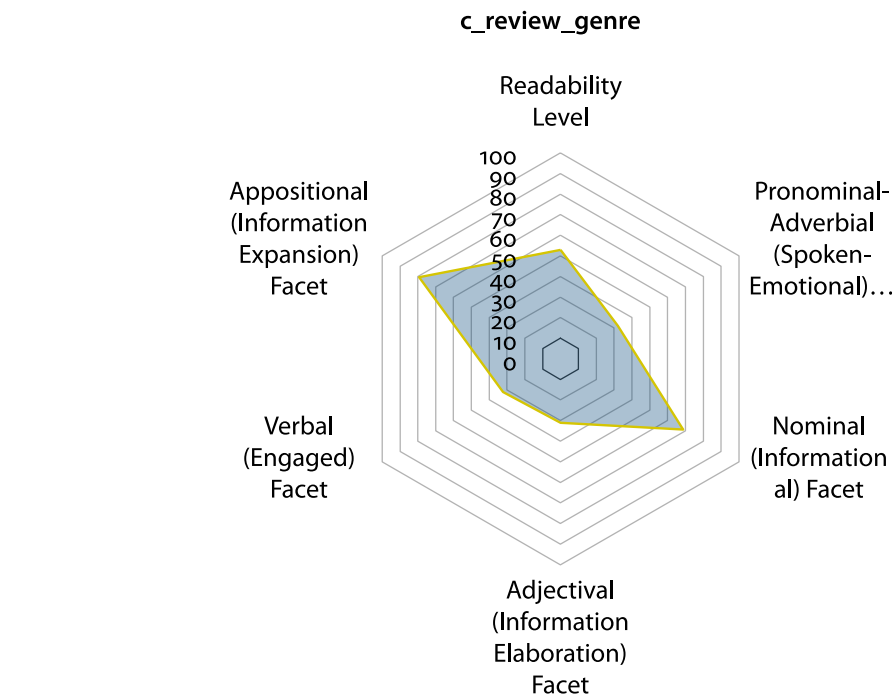 c_review_genre
Readability
Level
100
90
80
70
60
50
40
30
20
10
0
Appositional
(Information
Expansion)
Facet
Pronominal-
Adverbial
(Spoken-
Emotional)…
Verbal
(Engaged)
Facet
Nominal
(Information
al) Facet
Adjectival
(Information
Elaboration)
Facet